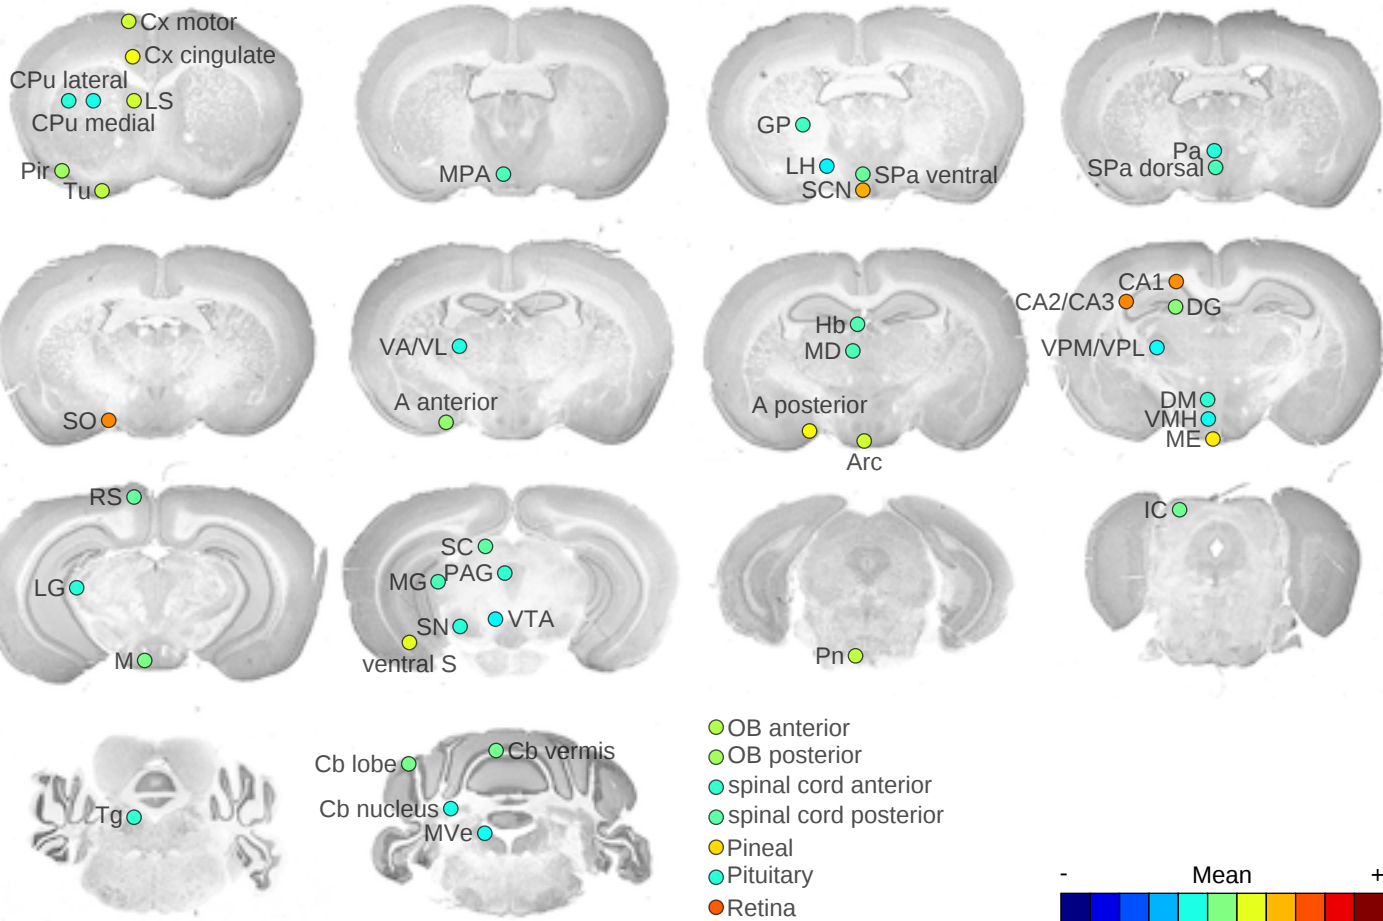 Cx motor
Cx cingulate
CPu lateral
LS
CPu medial
Pir
Tu
MPA
GP
LH
SPa ventral
SCN
Pa
SPa dorsal
SO
VA/VL
A anterior
Hb
MD
A posterior
Arc
CA1
CA2/CA3
DG
VPM/VPL
DM
VMH
ME
RS
LG
M
SC
PAG
MG
VTA
SN
ventral S
Pn
IC
Tg
Cb vermis
Cb lobe
Cb nucleus
MVe
OB anterior
OB posterior
spinal cord anterior
spinal cord posterior
Pineal
Pituitary
Retina
- Mean +